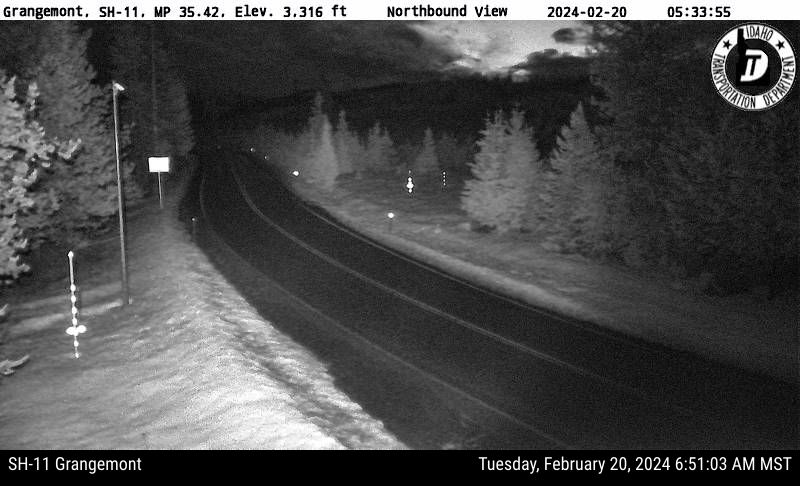 Grangemont, SH-11, MP 35.42, Elev. 3,316 ft Northbound View 2024-02-20 05:33:55
IDAHO
TRANSPORTATION DEPARTMENT
SH-11 Grangemont Tuesday, February 20, 2024 6:51:03 AM MST